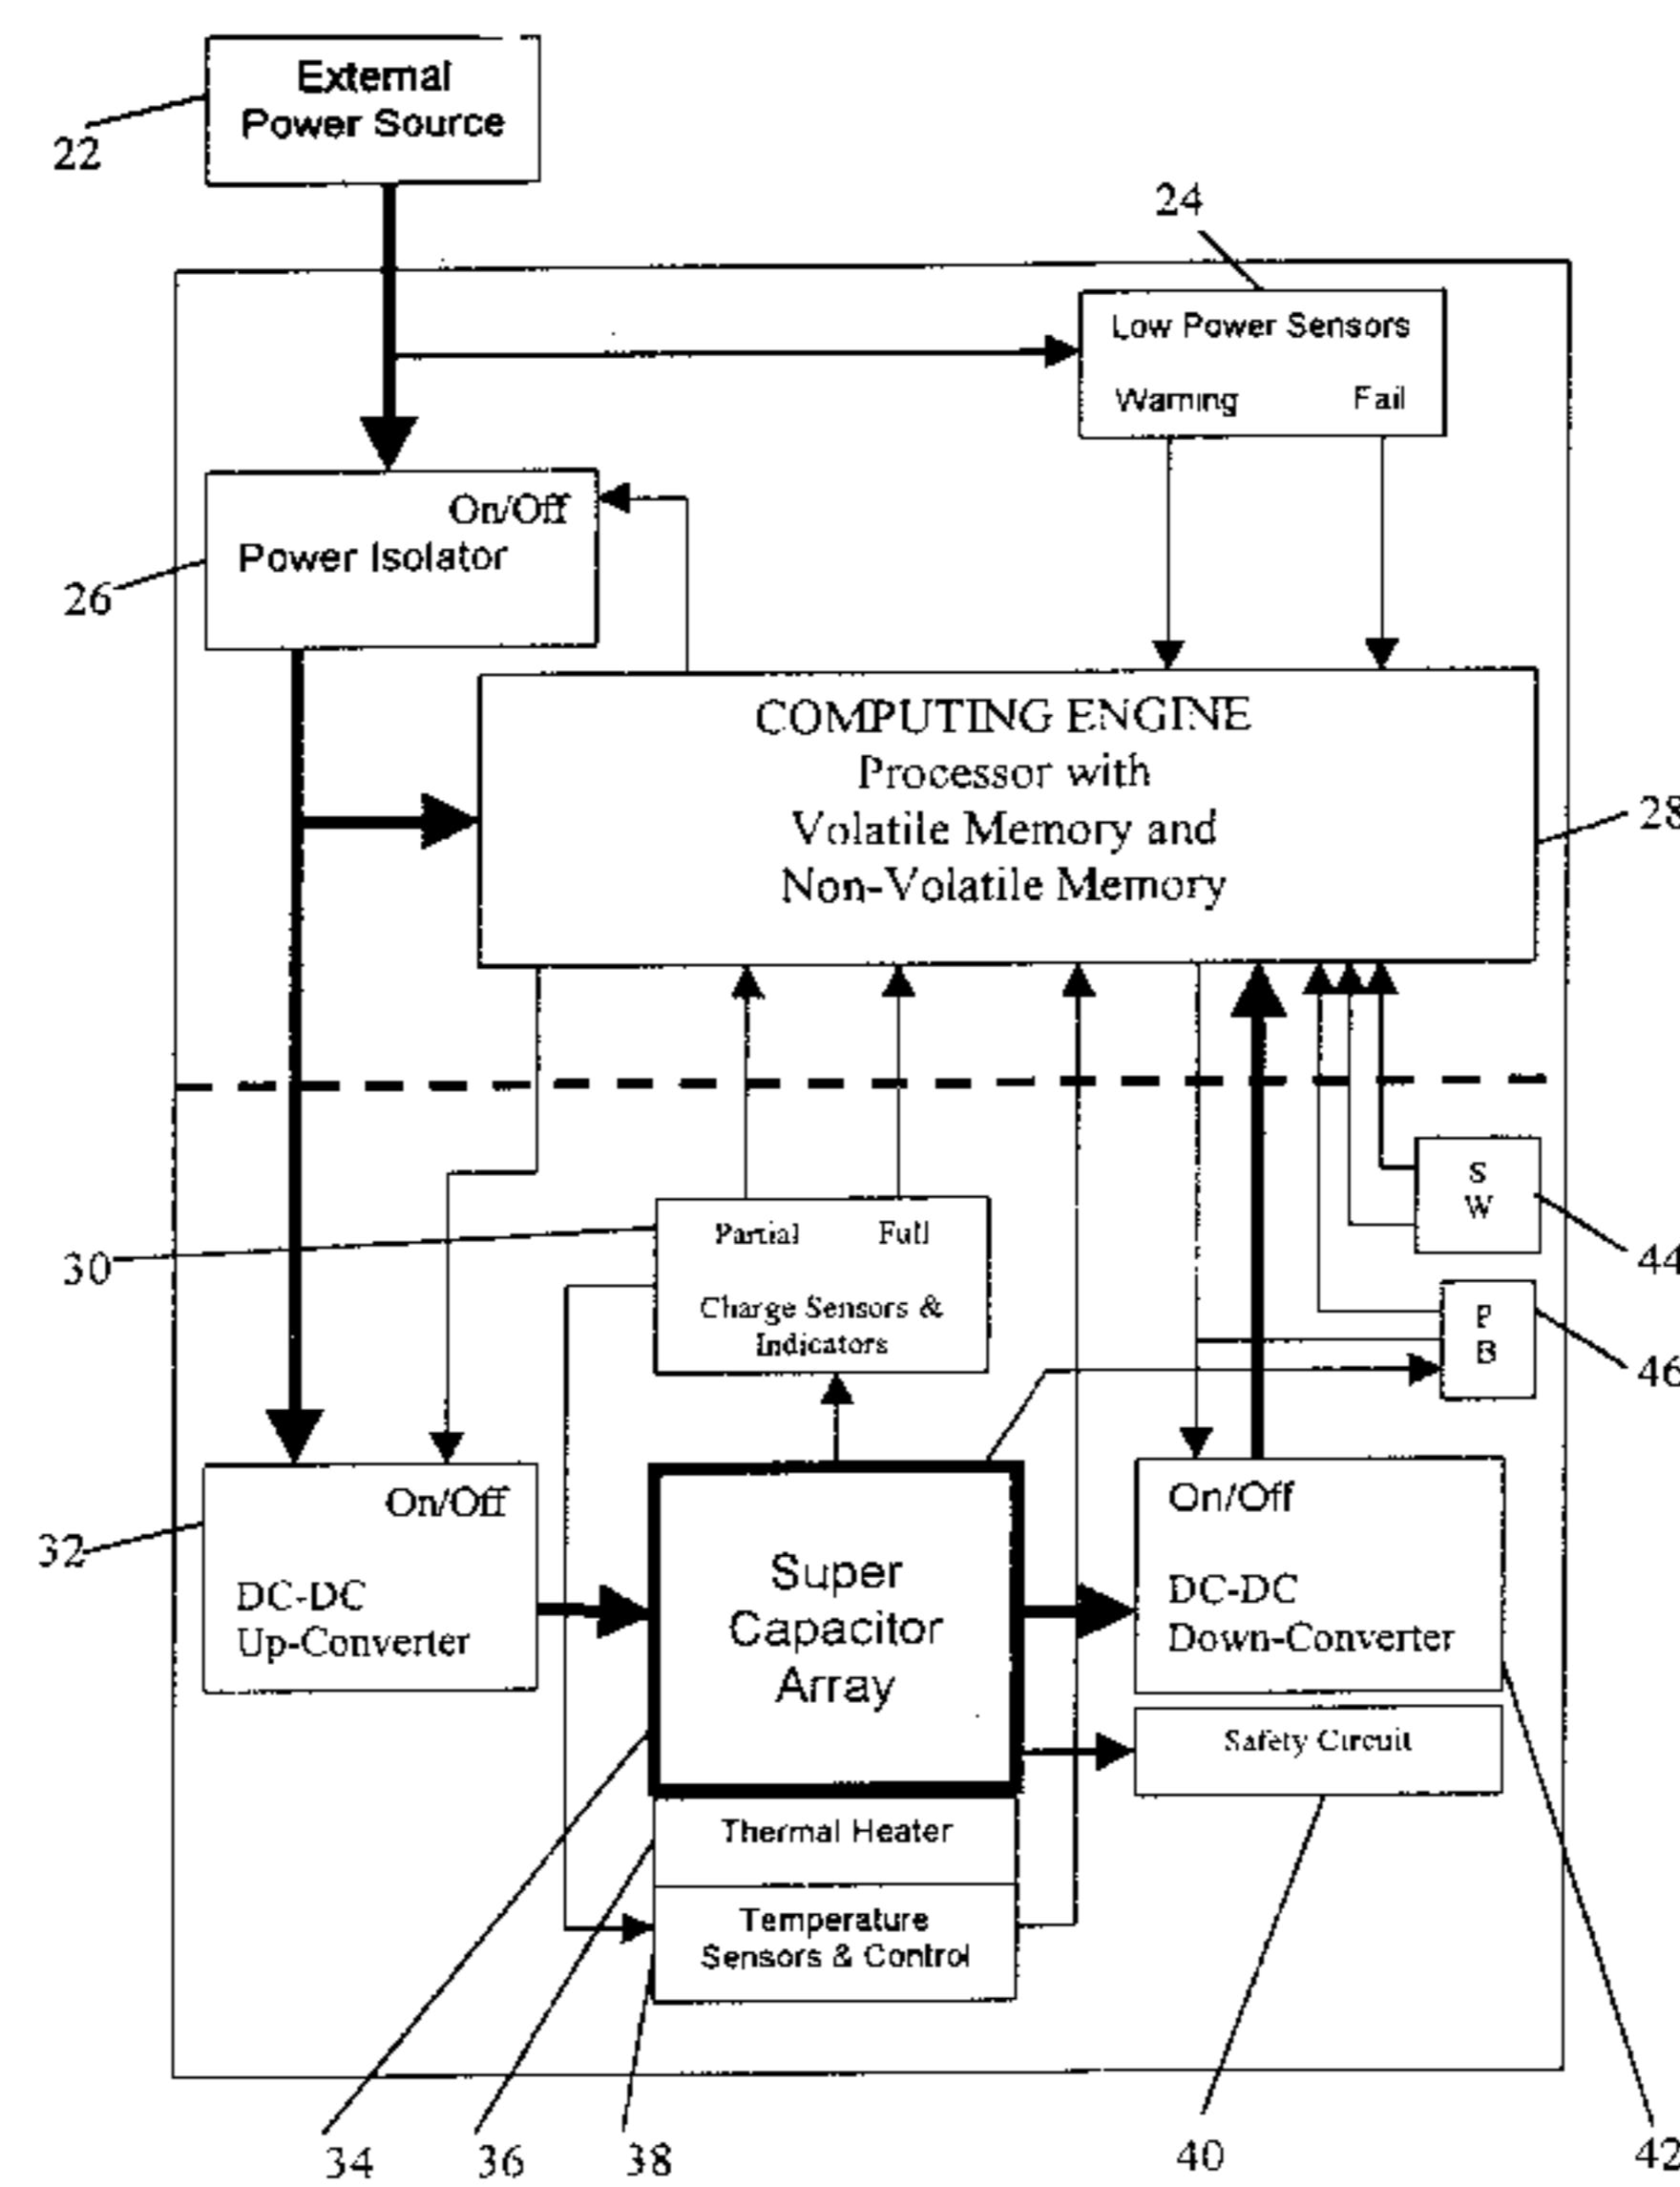 External
Power Source
22
24
Low Power Sensors
Warning Fail
On/Off
Power Isolator
26
COMPUTING ENGINE
Processor with
Volatile Memory and
Non-Volatile Memory
28
S
W
44
Partial Full
Charge Sensors &
Indicators
30
P
B
46
On/Off
DC-DC
Up-Converter
32
Super
Capacitor
Array
On/Off
DC-DC
Down-Converter
Safety Circuit
Thermal Heater
Temperature
Sensors & Control
34 36 38 40 42